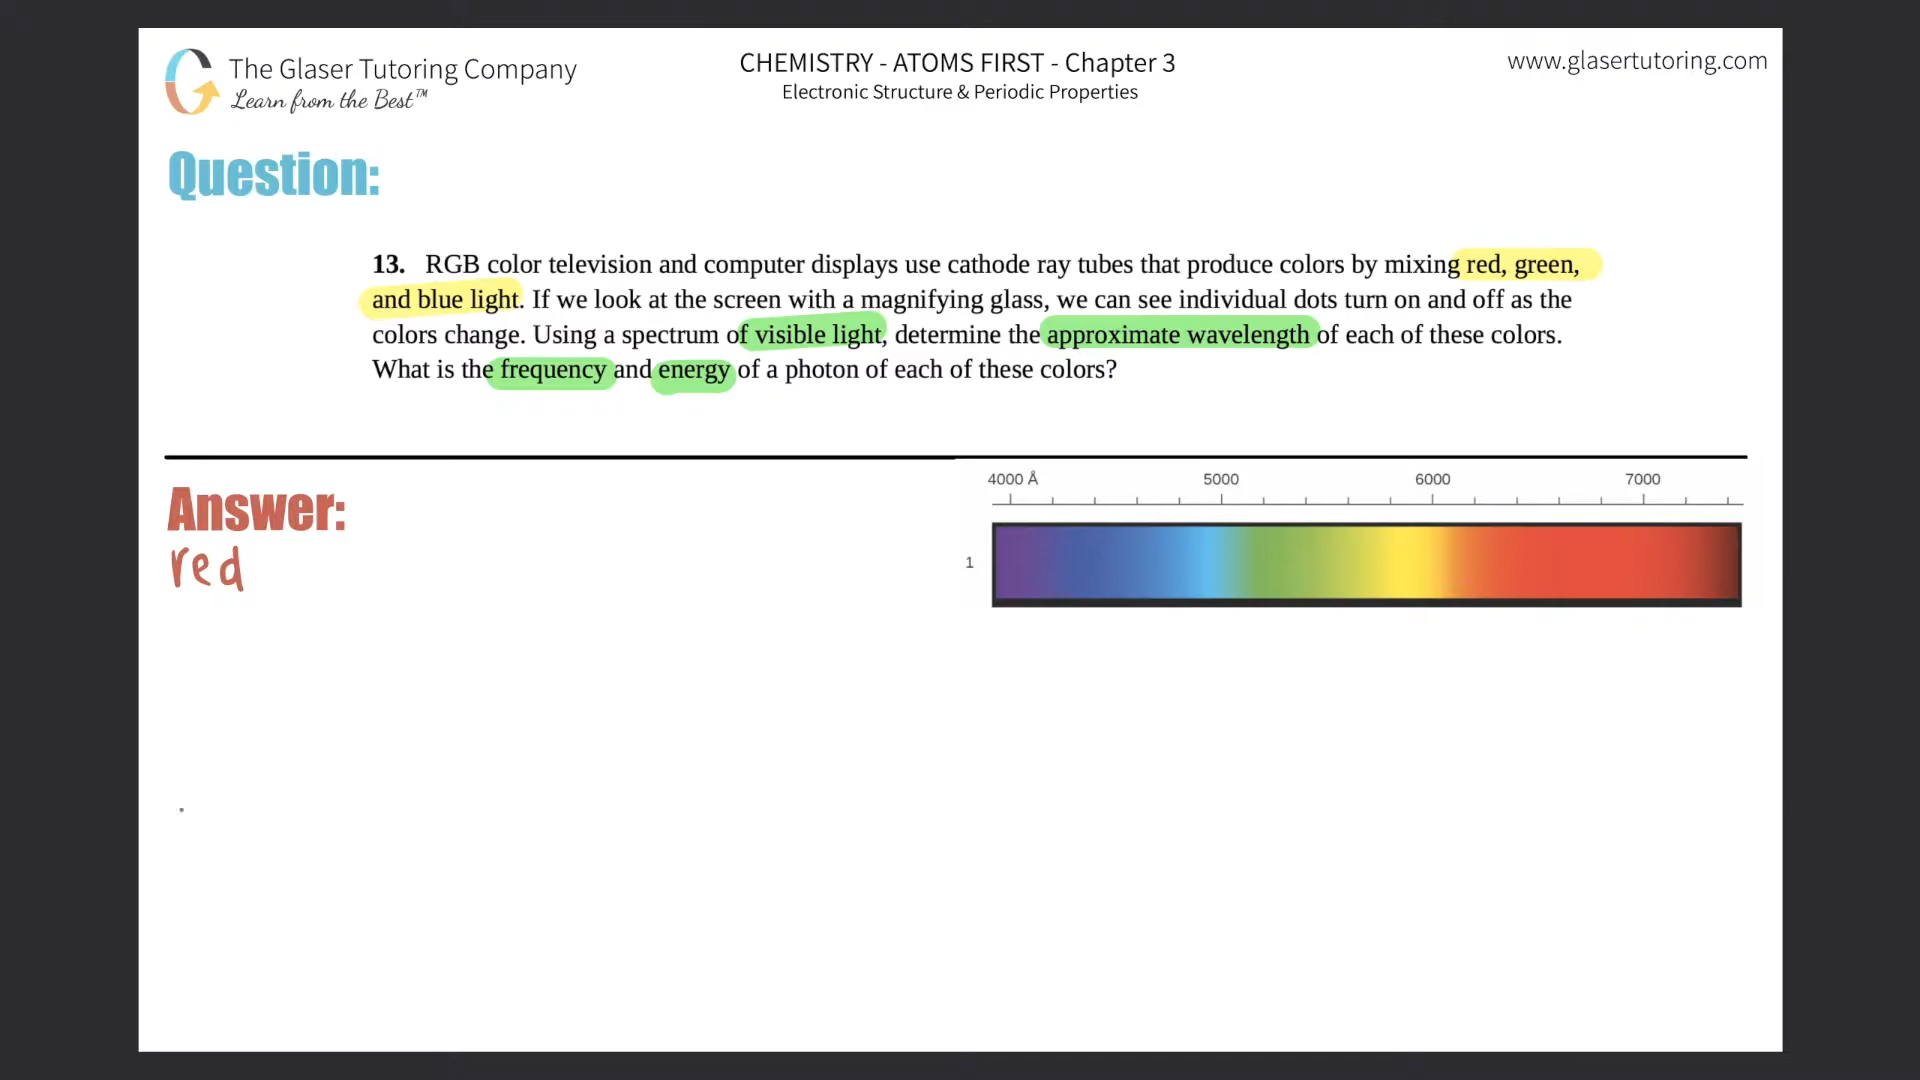 The Glaser Tutoring Company
Learn from the Best™
CHEMISTRY - ATOMS FIRST - Chapter 3
Electronic Structure & Periodic Properties
www.glasertutoring.com
Question:
13. RGB color television and computer displays use cathode ray tubes that produce colors by mixing red, green,
and blue light. If we look at the screen with a magnifying glass, we can see individual dots turn on and off as the
colors change. Using a spectrum of visible light, determine the approximate wavelength of each of these colors.
What is the frequency and energy of a photon of each of these colors?
Answer:
red
4000 Å 5000 6000 7000
1